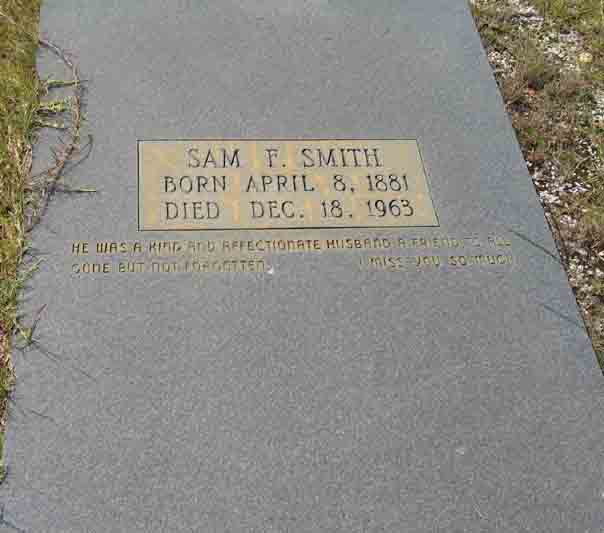 SAM F. SMITH
BORN APRIL 8, 1881
DIED DEC. 18, 1963
HE WAS A KIND AND AFFECTIONATE HUSBAND A FRIEND TO ALL
GONE BUT NOT FORGOTTEN. I MISS YOU SO MUCH